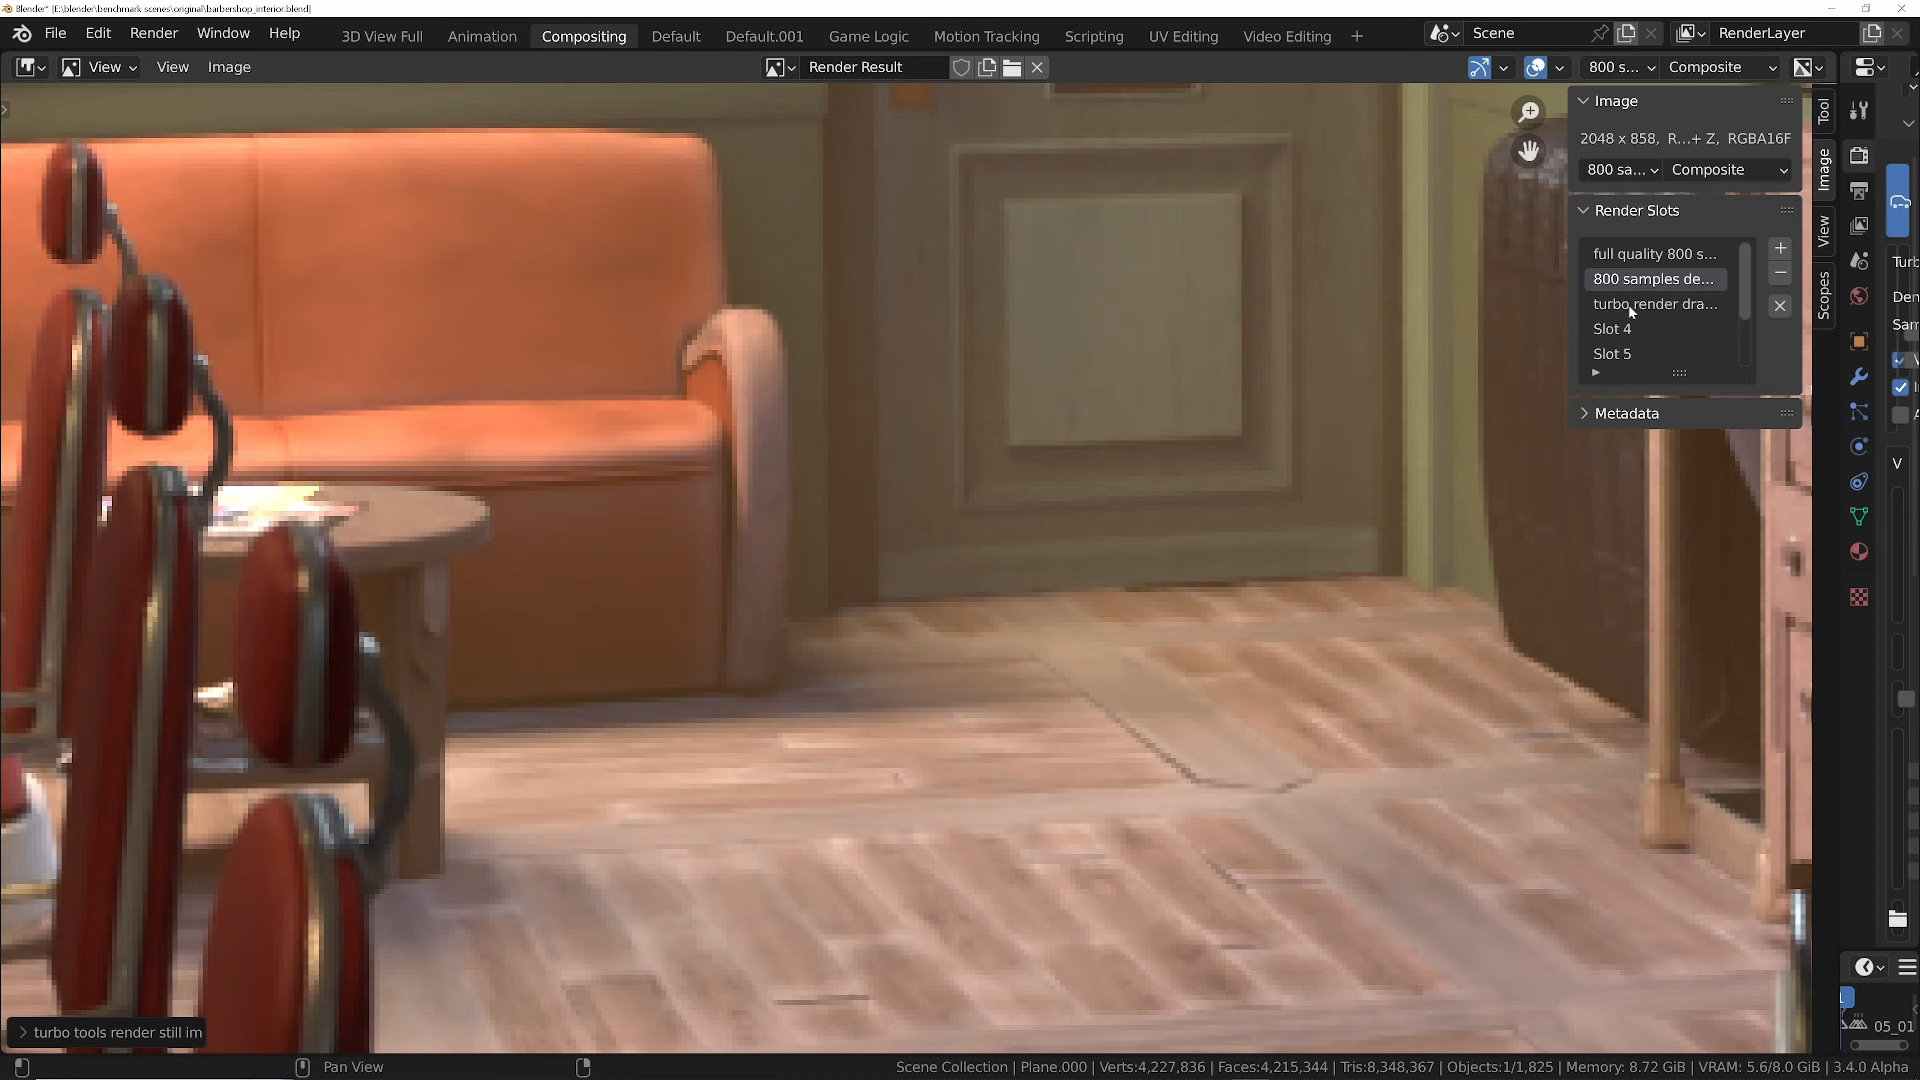 Blender* [E:\blender\benchmark scenes\original\barbershop_interior.blend]
File Edit Render Window Help 3D View Full Animation Compositing Default Default.001 Game Logic Motion Tracking Scripting UV Editing Video Editing + Scene RenderLayer
View View Image Render Result 800 s... Composite
Image
2048 x 858, R...+ Z, RGBA16F
800 sa... Composite
Render Slots
full quality 800 s...
800 samples de...
turbo render dra...
Slot 4
Slot 5
Metadata
Tool
Image
View
Scopes
Turb
Den
Sam
V
05_01
turbo tools render still im
Pan View Scene Collection | Plane.000 | Verts:4,227,836 | Faces:4,215,344 | Tris:8,348,367 | Objects:1/1,825 | Memory: 8.72 GiB | VRAM: 5.6/8.0 GiB | 3.4.0 Alpha